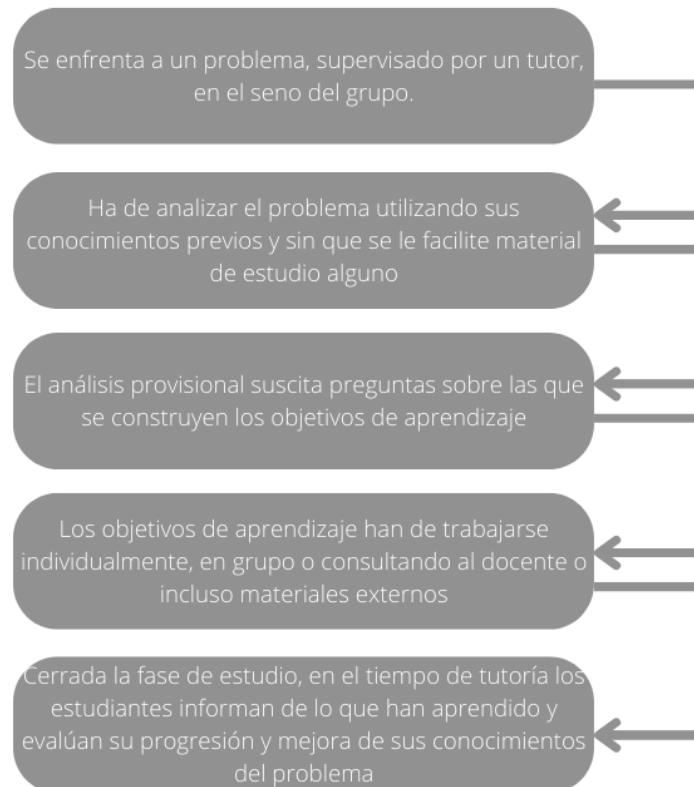 Se enfrenta a un problema, supervisado por un tutor,
en el seno del grupo.
Ha de analizar el problema utilizando sus
conocimientos previos y sin que se le facilite material
de estudio alguno
El análisis provisional suscita preguntas sobre las que
se construyen los objetivos de aprendizaje
Los objetivos de aprendizaje han de trabajarse
individualmente, en grupo o consultando al docente o
incluso materiales externos
Cerrada la fase de estudio, en el tiempo de tutoría los
estudiantes informan de lo que han aprendido y
evalúan su progresión y mejora de sus conocimientos
del problema